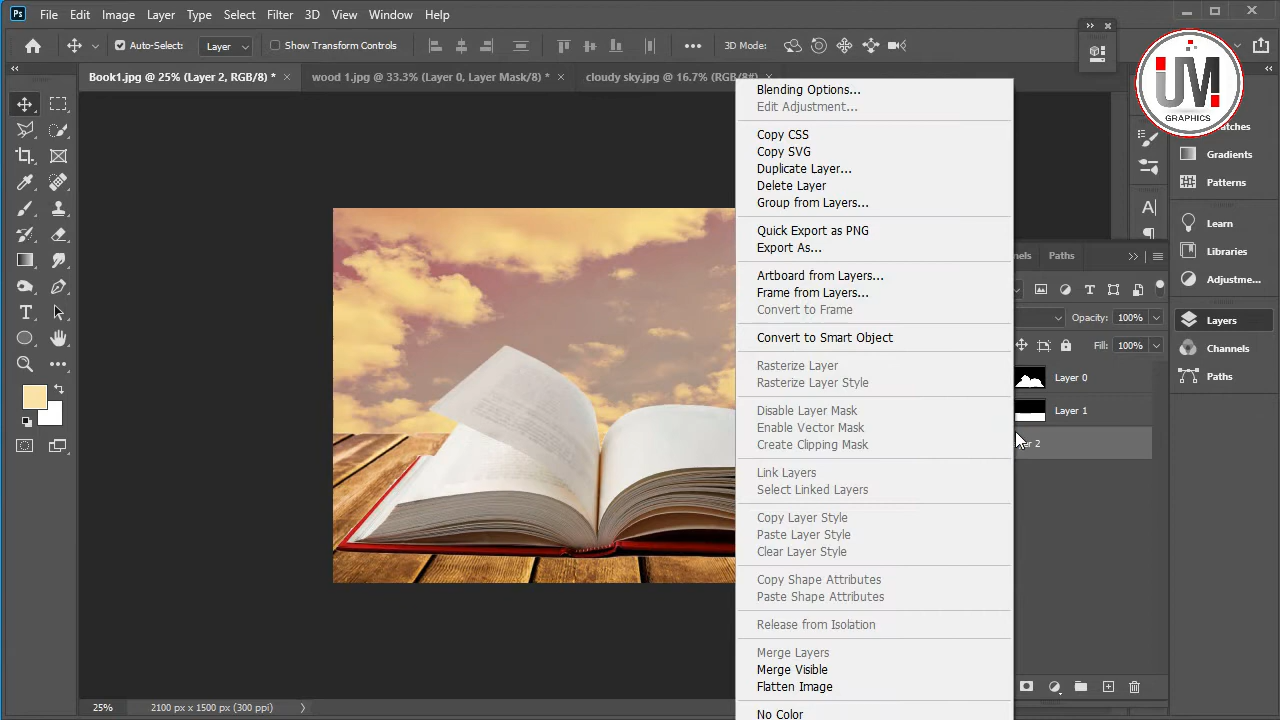 Ps File Edit Image Layer Type Select Filter 3D View Window Help
Auto-Select: Layer Show Transform Controls 3D Mode:
Book1.jpg @ 25% (Layer 2, RGB/8) * wood 1.jpg @ 33.3% (Layer 0, Layer Mask/8) * cloudy sky.jpg @ 16.7% (RGB/8#)
UM
GRAPHICS
Blending Options...
Edit Adjustment...
Copy CSS
Copy SVG
Duplicate Layer...
Delete Layer
Group from Layers...
Quick Export as PNG
Export As...
Artboard from Layers...
Frame from Layers...
Convert to Frame
Convert to Smart Object
Rasterize Layer
Rasterize Layer Style
Disable Layer Mask
Enable Vector Mask
Create Clipping Mask
Link Layers
Select Linked Layers
Copy Layer Style
Paste Layer Style
Clear Layer Style
Copy Shape Attributes
Paste Shape Attributes
Release from Isolation
Merge Layers
Merge Visible
Flatten Image
No Color
nels Paths
Opacity: 100%
Fill: 100%
Layer 0
Layer 1
er 2
atches
Gradients
Patterns
Learn
Libraries
Adjustme...
Layers
Channels
Paths
25% 2100 px x 1500 px (300 ppi)